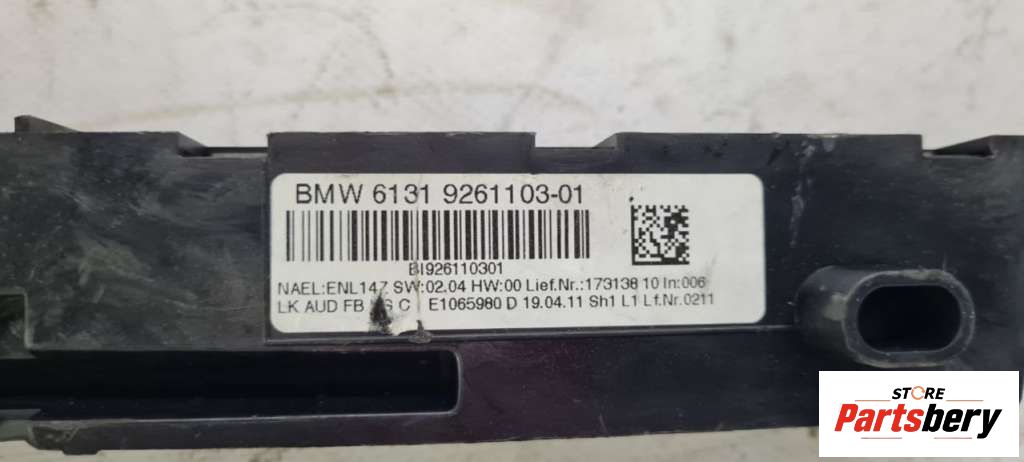 BMW 6131 9261103-01
BI926110301
NAEL:ENL14Z SW:02.04 HW:00 Lief.Nr.:173138 10 In:006
LK AUD FB C E1065980 D 19.04.11 Sh1 L1 Lf.Nr.0211
STORE
Partsbery